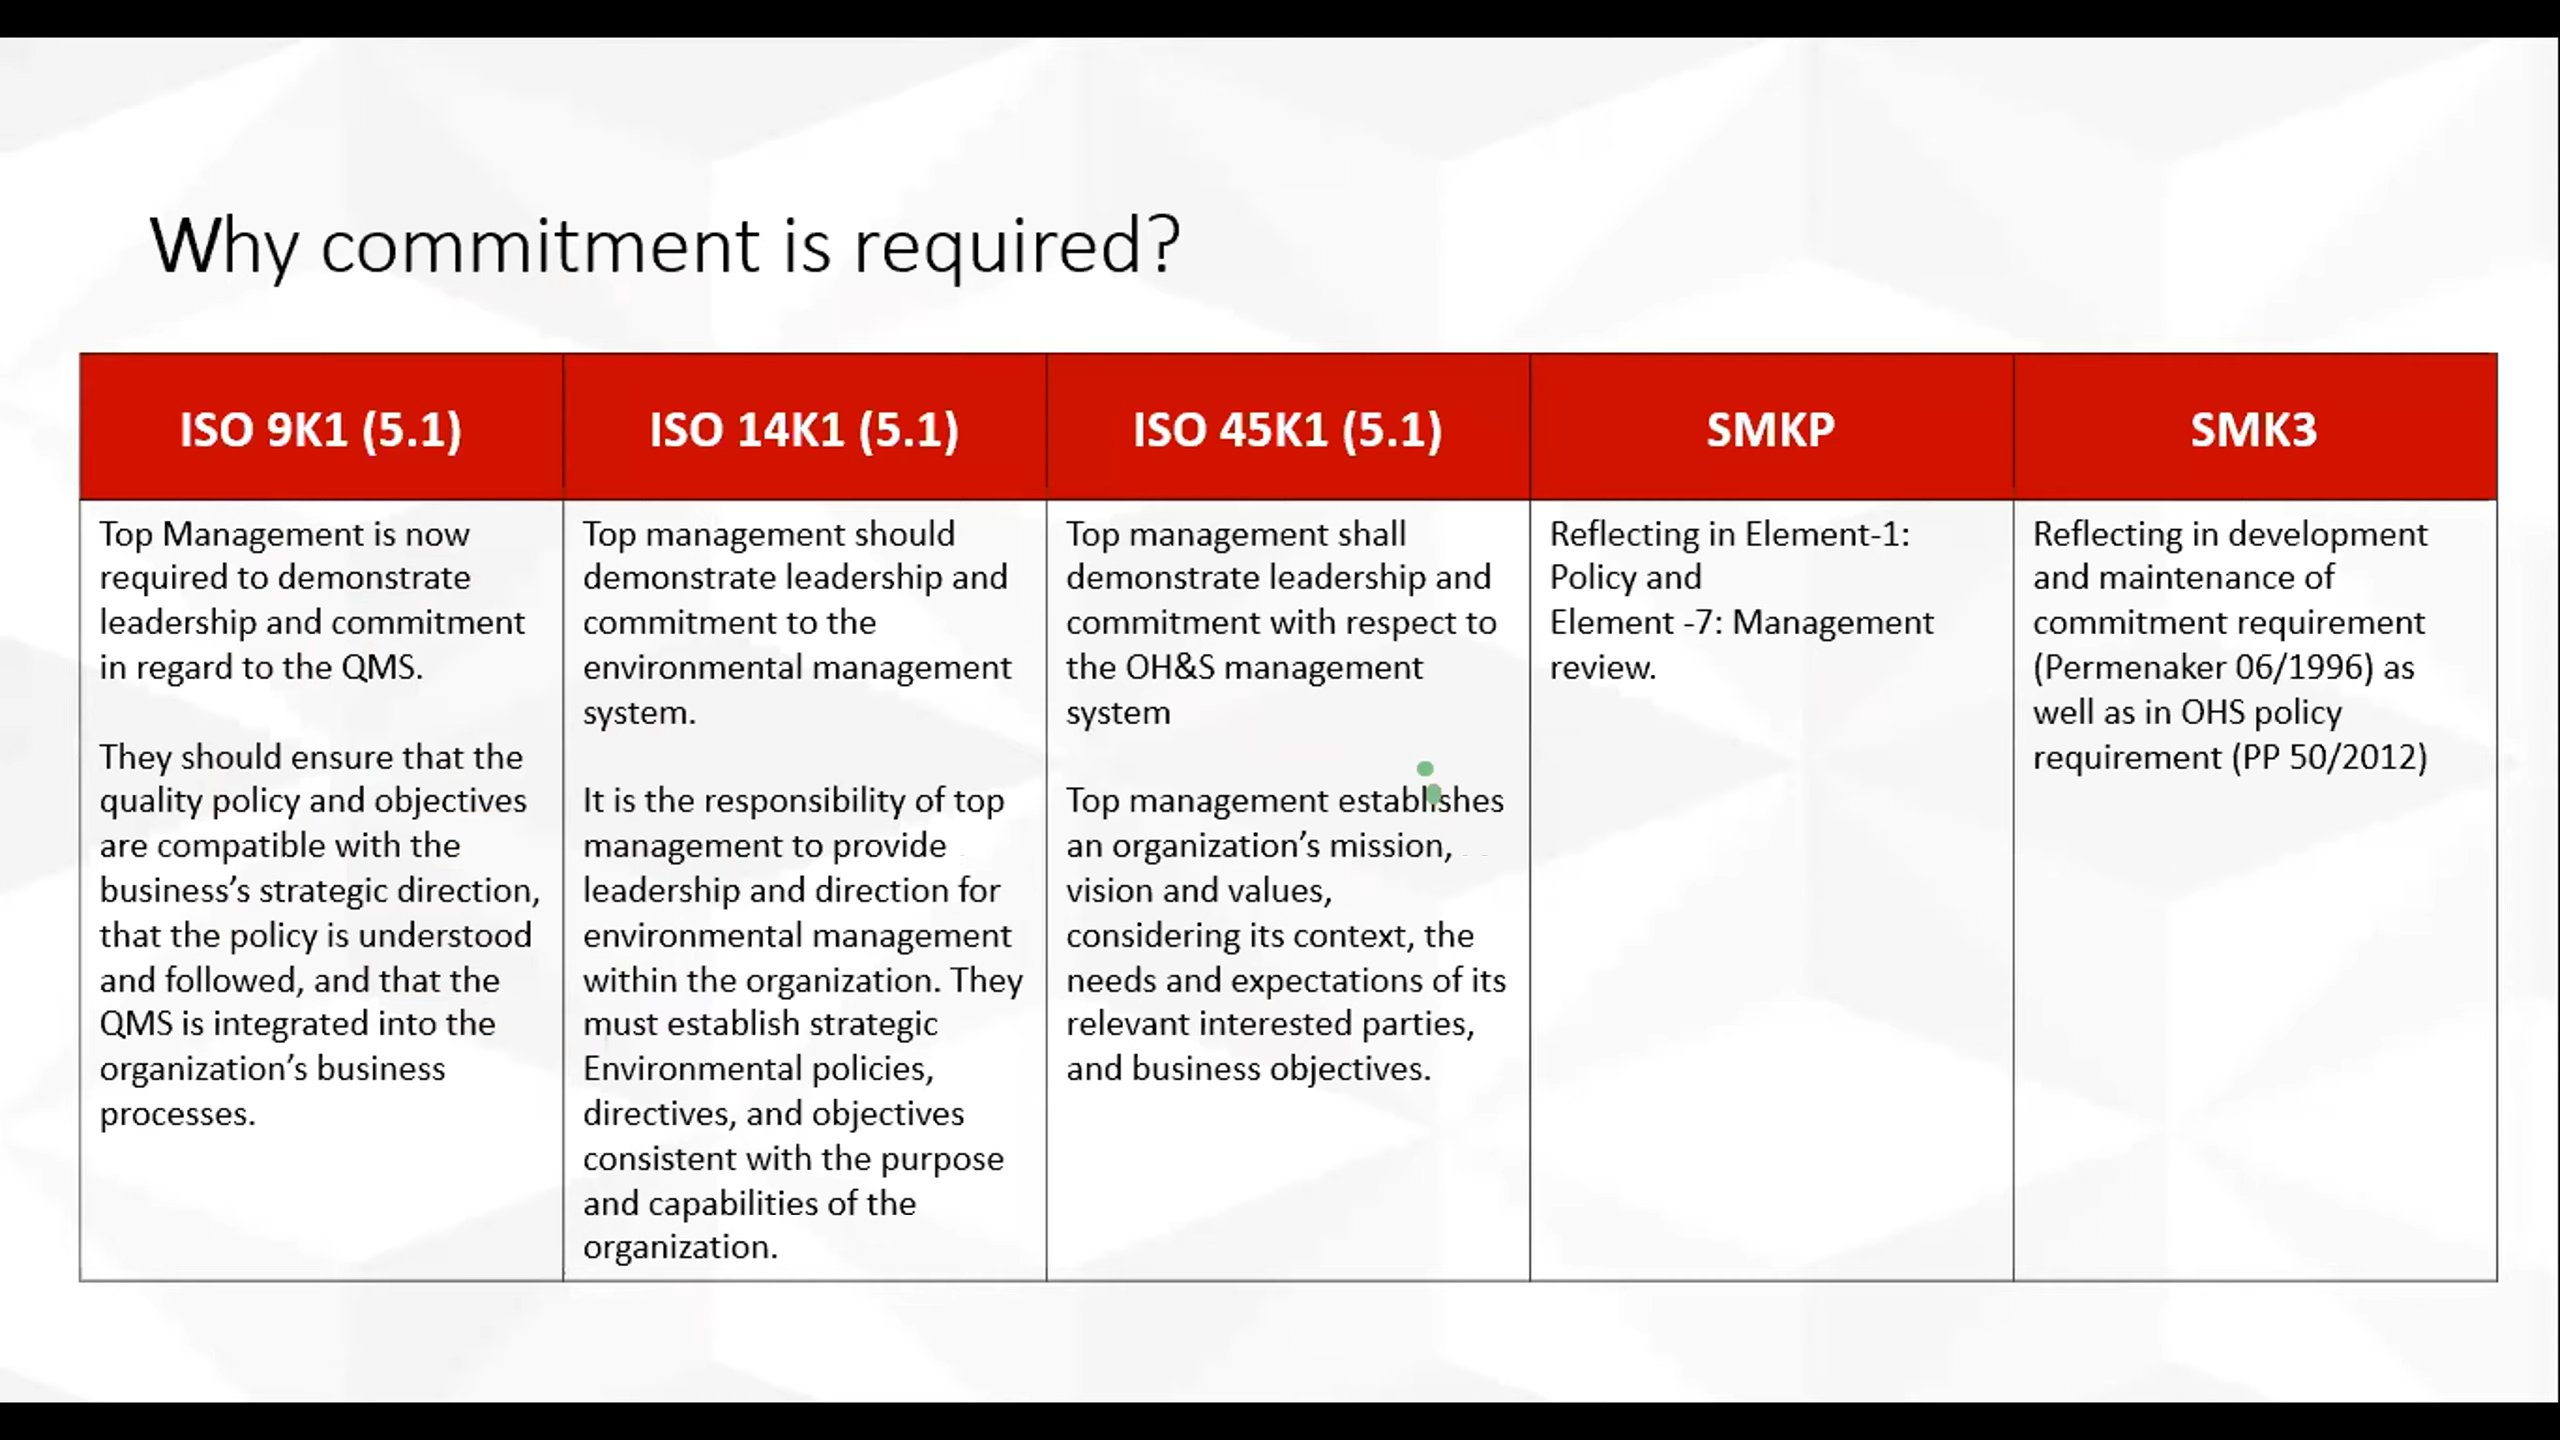 Why commitment is required?
ISO 9K1 (5.1)
ISO 14K1 (5.1)
ISO 45K1 (5.1)
SMKP
SMK3
Top Management is now
required to demonstrate
leadership and commitment
in regard to the QMS.
They should ensure that the
quality policy and objectives
are compatible with the
business’s strategic direction,
that the policy is understood
and followed, and that the
QMS is integrated into the
organization’s business
processes.
Top management should
demonstrate leadership and
commitment to the
environmental management
system.
It is the responsibility of top
management to provide
leadership and direction for
environmental management
within the organization. They
must establish strategic
Environmental policies,
directives, and objectives
consistent with the purpose
and capabilities of the
organization.
Top management shall
demonstrate leadership and
commitment with respect to
the OH&S management
system
Top management establishes
an organization’s mission,
vision and values,
considering its context, the
needs and expectations of its
relevant interested parties,
and business objectives.
Reflecting in Element-1:
Policy and
Element -7: Management
review.
Reflecting in development
and maintenance of
commitment requirement
(Permenaker 06/1996) as
well as in OHS policy
requirement (PP 50/2012)